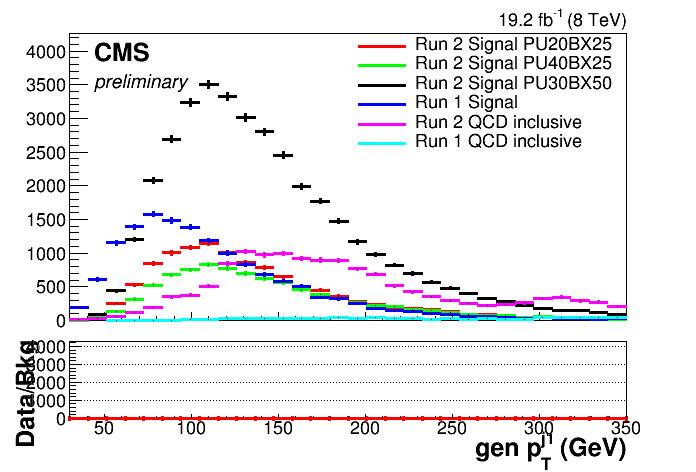 19.2 fb⁻¹ (8 TeV)
CMS
preliminary
Run 2 Signal PU20BX25
Run 2 Signal PU40BX25
Run 2 Signal PU30BX50
Run 1 Signal
Run 2 QCD inclusive
Run 1 QCD inclusive
4000
3500
3000
2500
2000
1500
1000
500
0
Data/Bkg
0
50
100
150
200
250
300
350
gen p_T^{j1} (GeV)